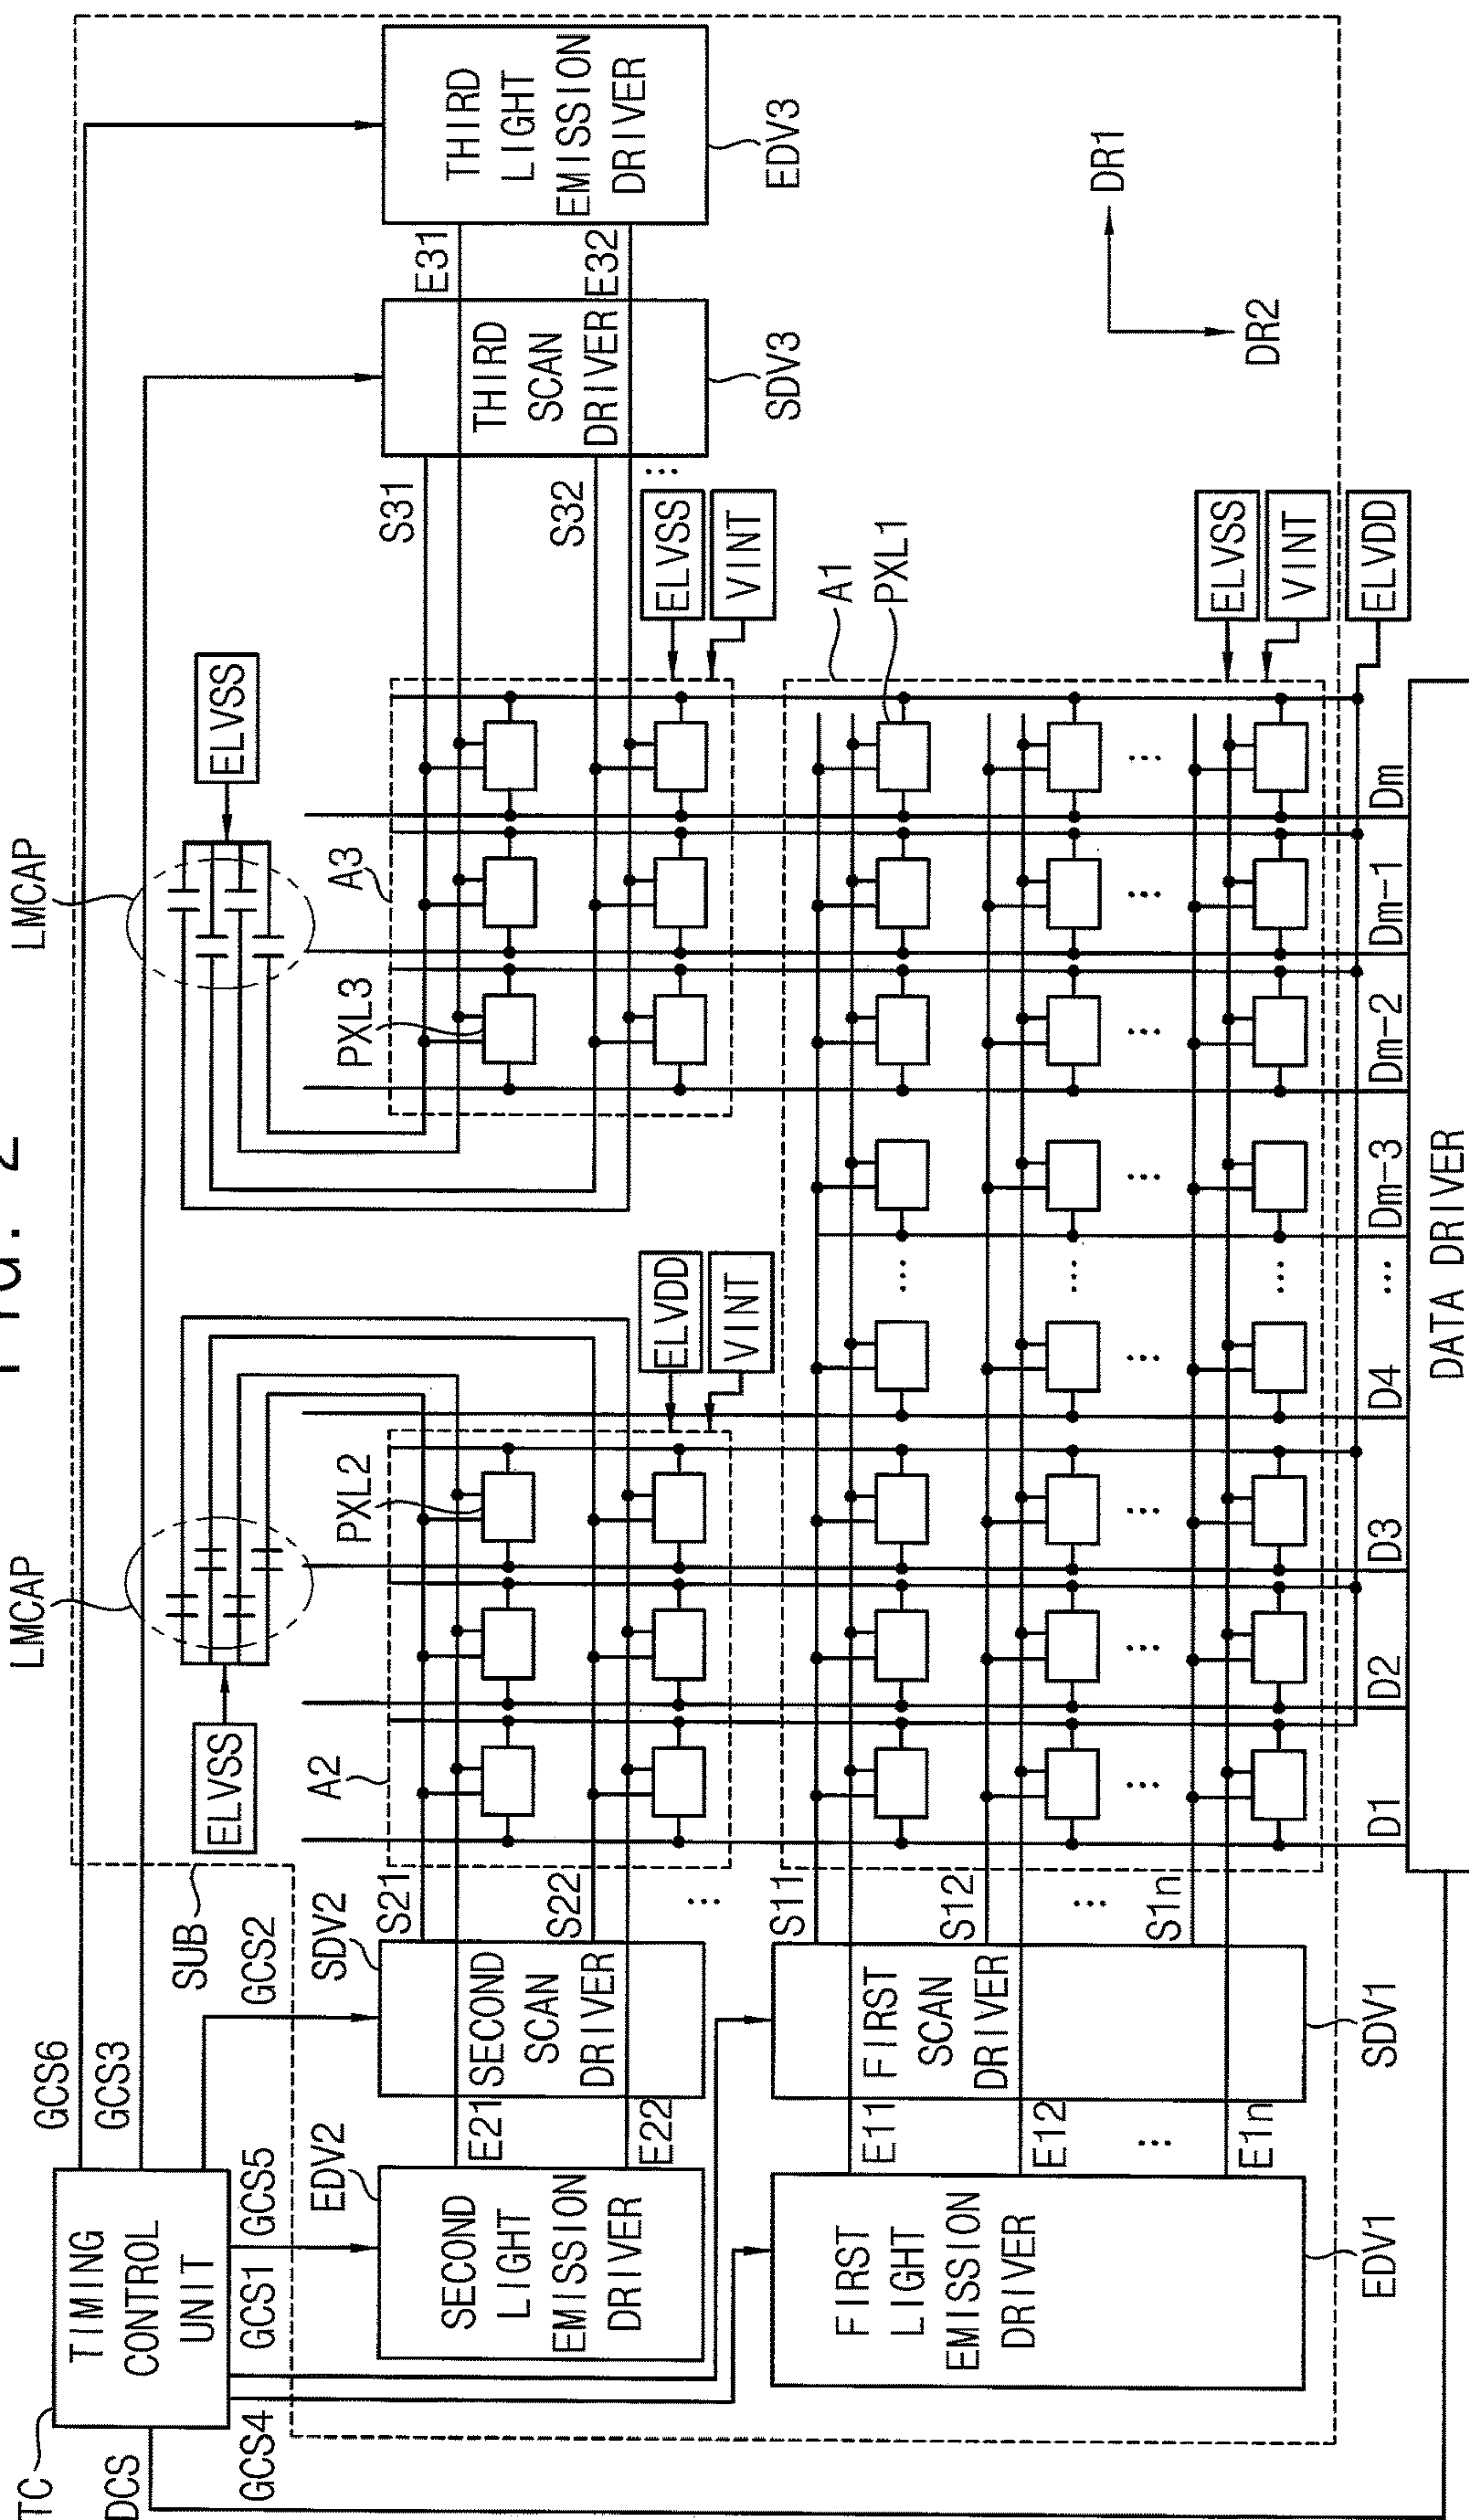 FIG. 2
TC
TIMING
CONTROL
UNIT
DCS
GCS4
GCS1
GCS5
GCS2
GCS3
GCS6
SUB
LMCAP
LMCAP
ELVSS
ELVSS
EDV2
SECOND
LIGHT
EMISSION
DRIVER
E21
E22
SDV2
SECOND
SCAN
DRIVER
S21
S22
...
A2
PXL2
ELVDD
VINT
PXL3
A3
S31
S32
...
ELVSS
VINT
THIRD
SCAN
DRIVER
SDV3
E31
E32
THIRD
LIGHT
EMISSION
DRIVER
EDV3
FIRST
LIGHT
EMISSION
DRIVER
EDV1
E11
E12
...
E1n
FIRST
SCAN
DRIVER
SDV1
S11
S12
...
S1n
A1
PXL1
ELVSS
VINT
ELVDD
DR1
DR2
D1
D2
D3
D4
...
Dm-3
Dm-2
Dm-1
Dm
DATA DRIVER